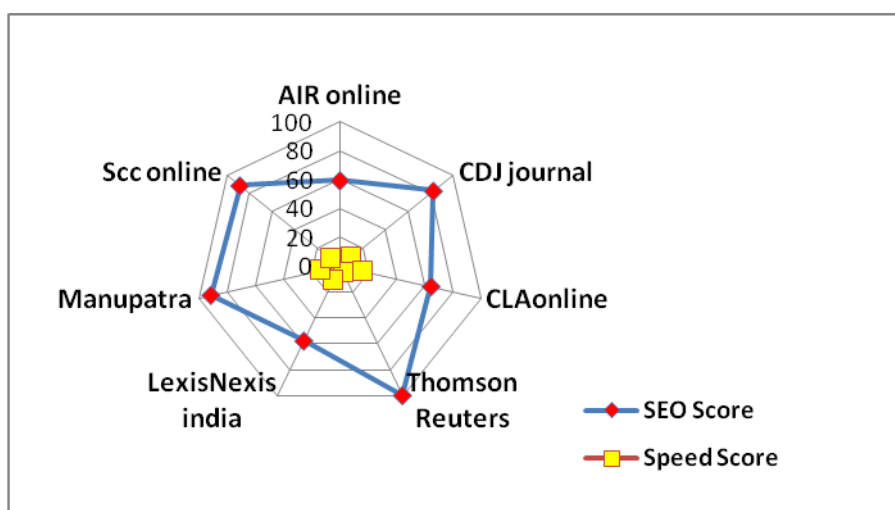 AIR online
100
80
60
40
20
0
CDJ journal
CLAonline
Thomson
Reuters
LexisNexis
india
Manupatra
Scc online
SEO Score
Speed Score